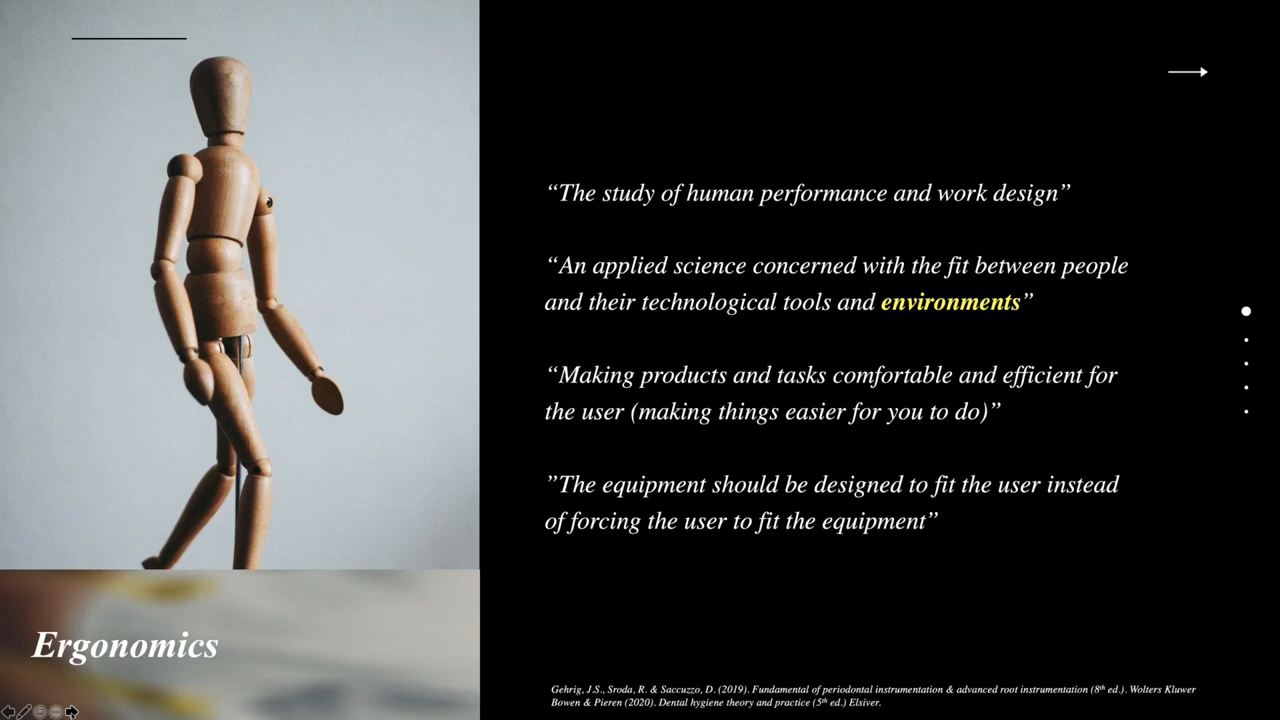 “The study of human performance and work design”
“An applied science concerned with the fit between people
and their technological tools and environments”
“Making products and tasks comfortable and efficient for
the user (making things easier for you to do)”
”The equipment should be designed to fit the user instead
of forcing the user to fit the equipment”
Ergonomics
Gehrig, J.S., Sroda, R. & Saccuzzo, D. (2019). Fundamental of periodontal instrumentation & advanced root instrumentation (8th ed.). Wolters Kluwer
Bowen & Pieren (2020). Dental hygiene theory and practice (5th ed.) Elsiver.